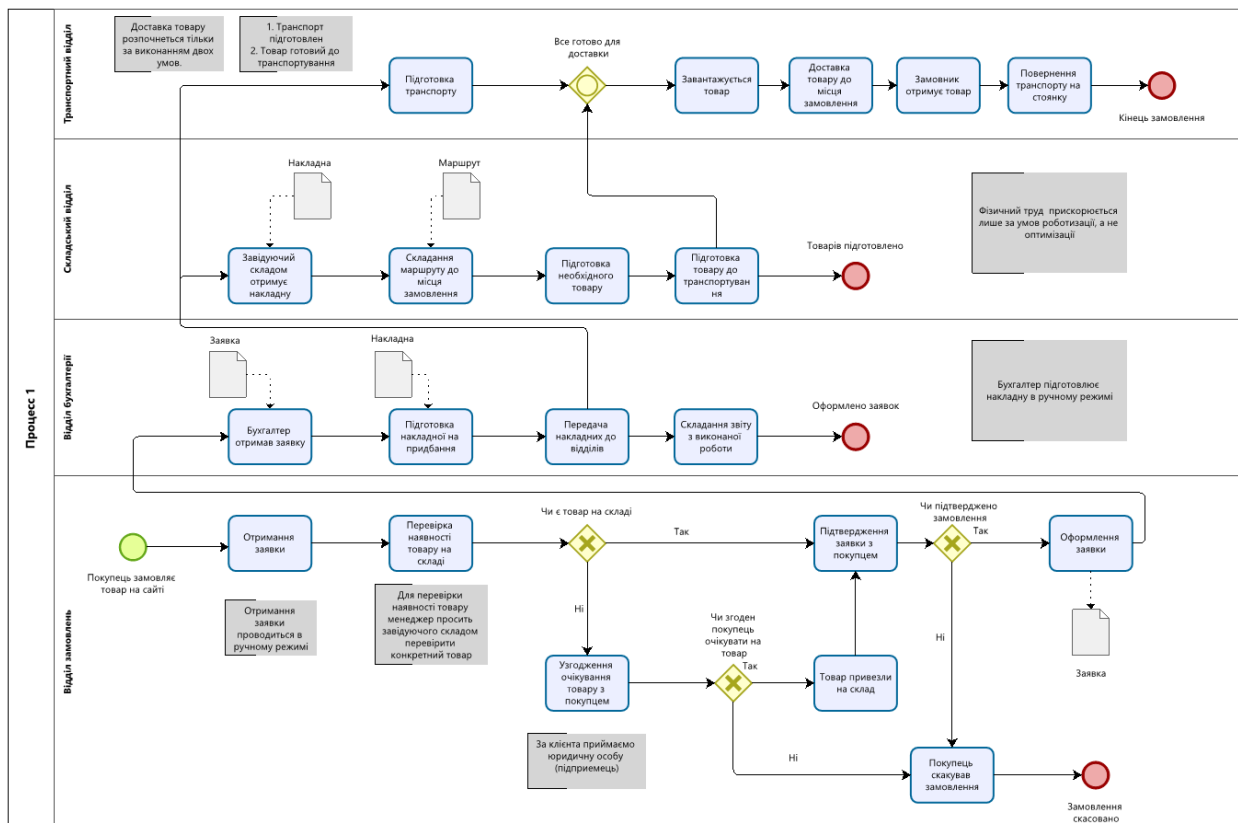 Процесс 1
Транспортний відділ
Доставка товару
розпочнеться тільки
за виконанням двох
умов.
1. Транспорт
підготовлен
2. Товар готовий до
транспортування
Підготовка
транспорту
Все готово для
доставки
Завантажується
товар
Доставка
товару до
місця
замовлення
Замовник
отримує товар
Повернення
транспорту на
стоянку
Кінець замовлення
Складський відділ
Накладна
Маршрут
Завідуючий
складом
отримує
накладну
Складання
маршруту до
місця
замовлення
Підготовка
необхідного
товару
Підготовка
товару до
транспортуван
ня
Товарів підготовлено
Фізичний труд прискорюється
лише за умов роботизації, а не
оптимізації
Відділ бухгалтерії
Заявка
Накладна
Бухгалтер
отримав заявку
Підготовка
накладної на
придбання
Передача
накладних до
відділів
Складання звіту
з виконаної
роботи
Оформлено заявок
Бухгалтер підготовлює
накладну в ручному режимі
Відділ замовлень
Покупець замовляє
товар на сайті
Отримання
заявки
Отримання
заявки
проводиться в
ручному режимі
Перевірка
наявності
товару на
складі
Для перевірки
наявності товару
менеджер просить
завідуючого складом
перевірити
конкретний товар
Чи є товар на складі
Так
Ні
Підтвердження
заявки з
покупцем
Чи підтверджено
замовлення
Так
Ні
Оформлення
заявки
Заявка
Узгодження
очікування
товару з
покупцем
Чи згоден
покупець
очікувати на
товар
Так
Ні
Товар привезли
на склад
За клієнта приймаємо
юридичну особу
(підприемець)
Покупець
скакував
замовлення
Замовлення
скасовано